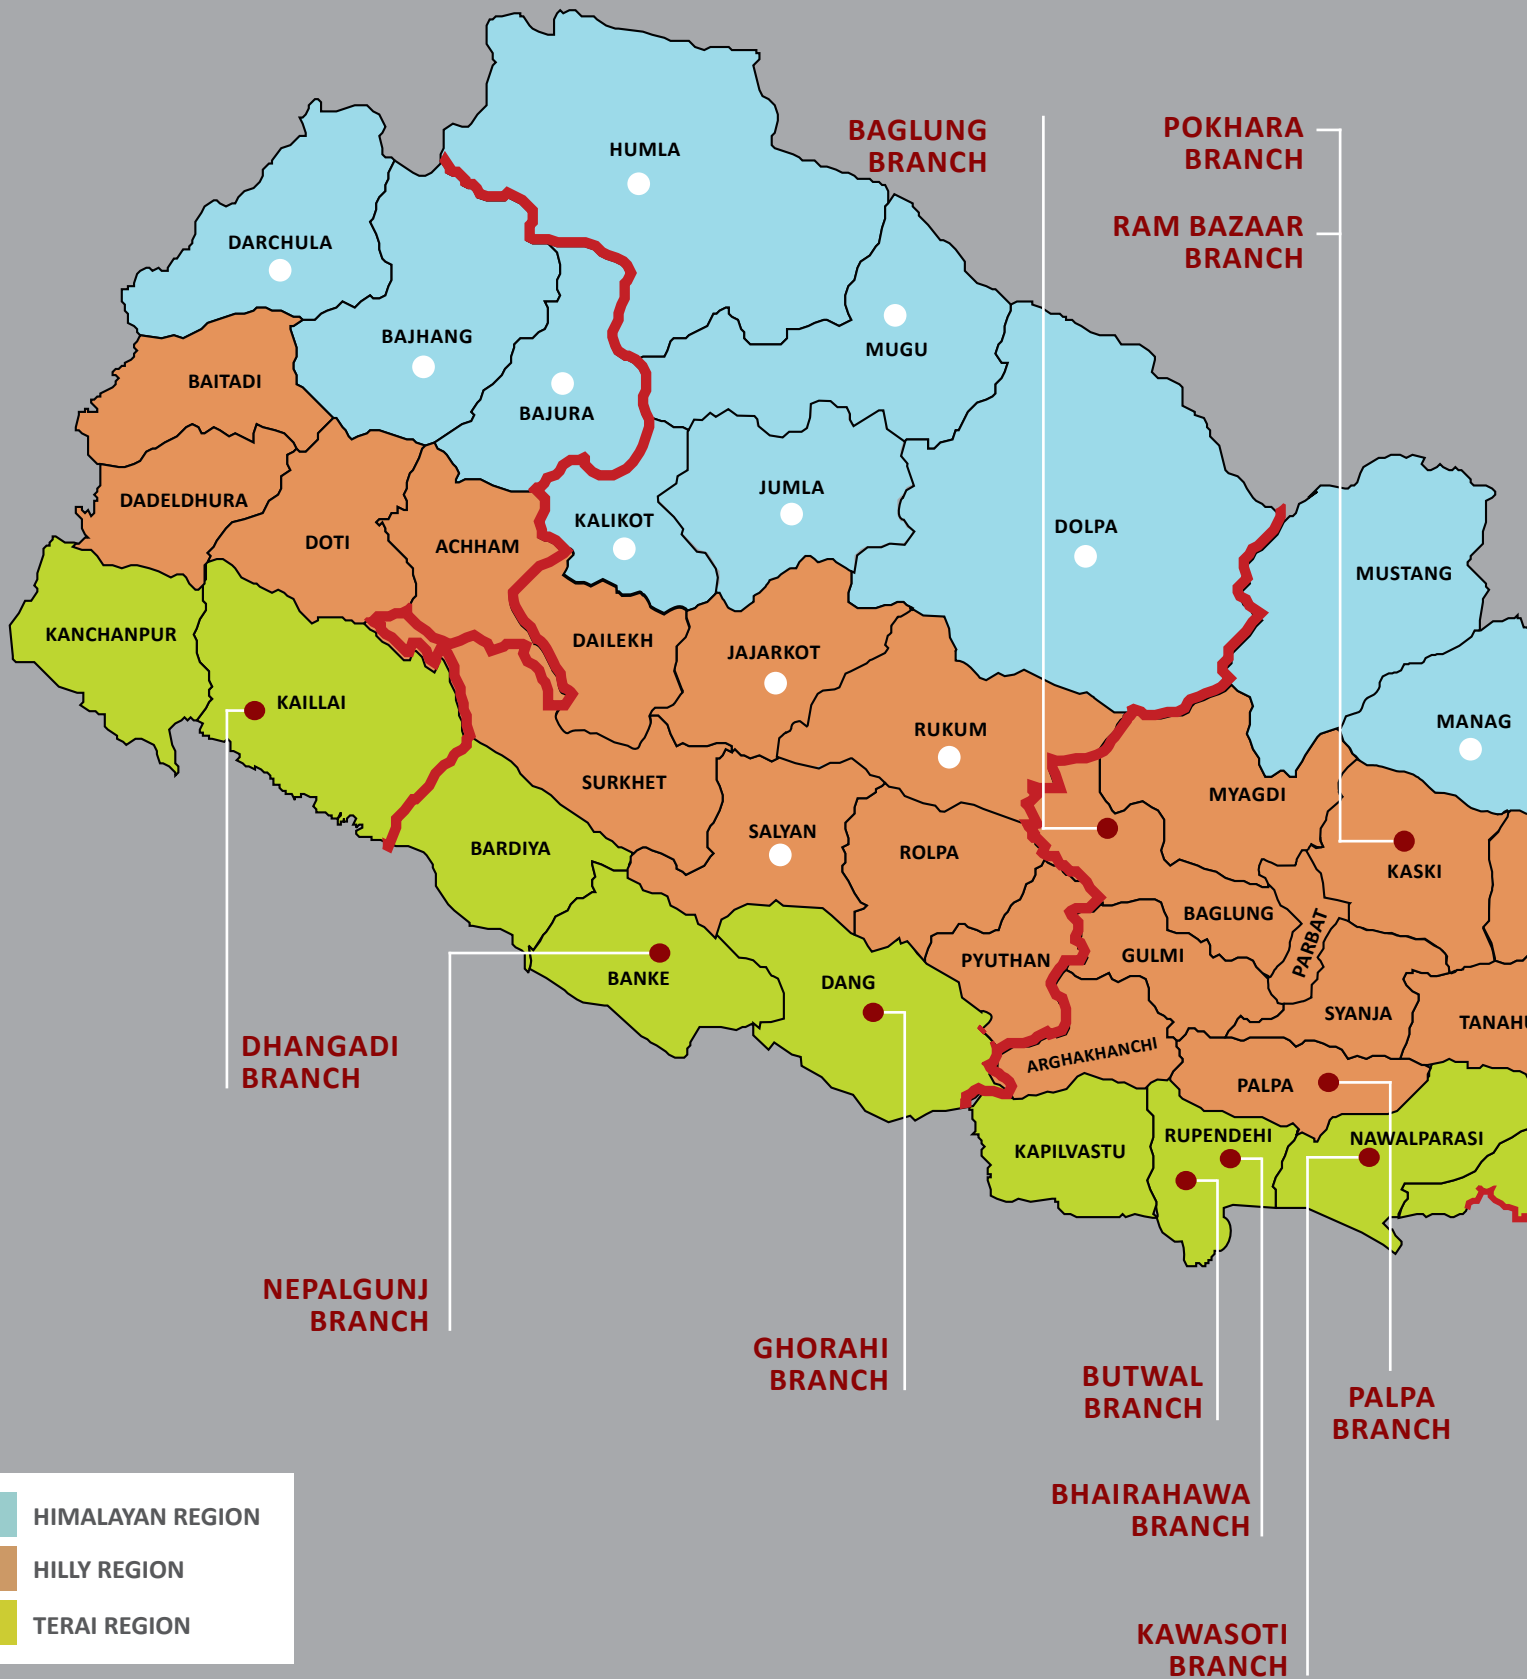 BAGLUNG
BRANCH
POKHARA
BRANCH
RAM BAZAAR
BRANCH
HUMLA
DARCHULA
BAJHANG
MUGU
BAITADI
BAJURA
DADELDHURA
JUMLA
KALIKOT
DOLPA
DOTI
ACHHAM
MUSTANG
KANCHANPUR
DAILEKH
JAJARKOT
KAILLAI
MANAG
RUKUM
SURKHET
MYAGDI
SALYAN
BARDIYA
ROLPA
KASKI
BAGLUNG
PARBAT
GULMI
PYUTHAN
BANKE
DANG
SYANJA
TANAHU
ARGHAKHANCHI
DHANGADI
BRANCH
PALPA
RUPENDEHI
NAWALPARASI
KAPILVASTU
NEPALGUNJ
BRANCH
GHORAHI
BRANCH
BUTWAL
BRANCH
PALPA
BRANCH
BHAIRAHAWA
BRANCH
KAWASOTI
BRANCH
HIMALAYAN REGION
HILLY REGION
TERAI REGION